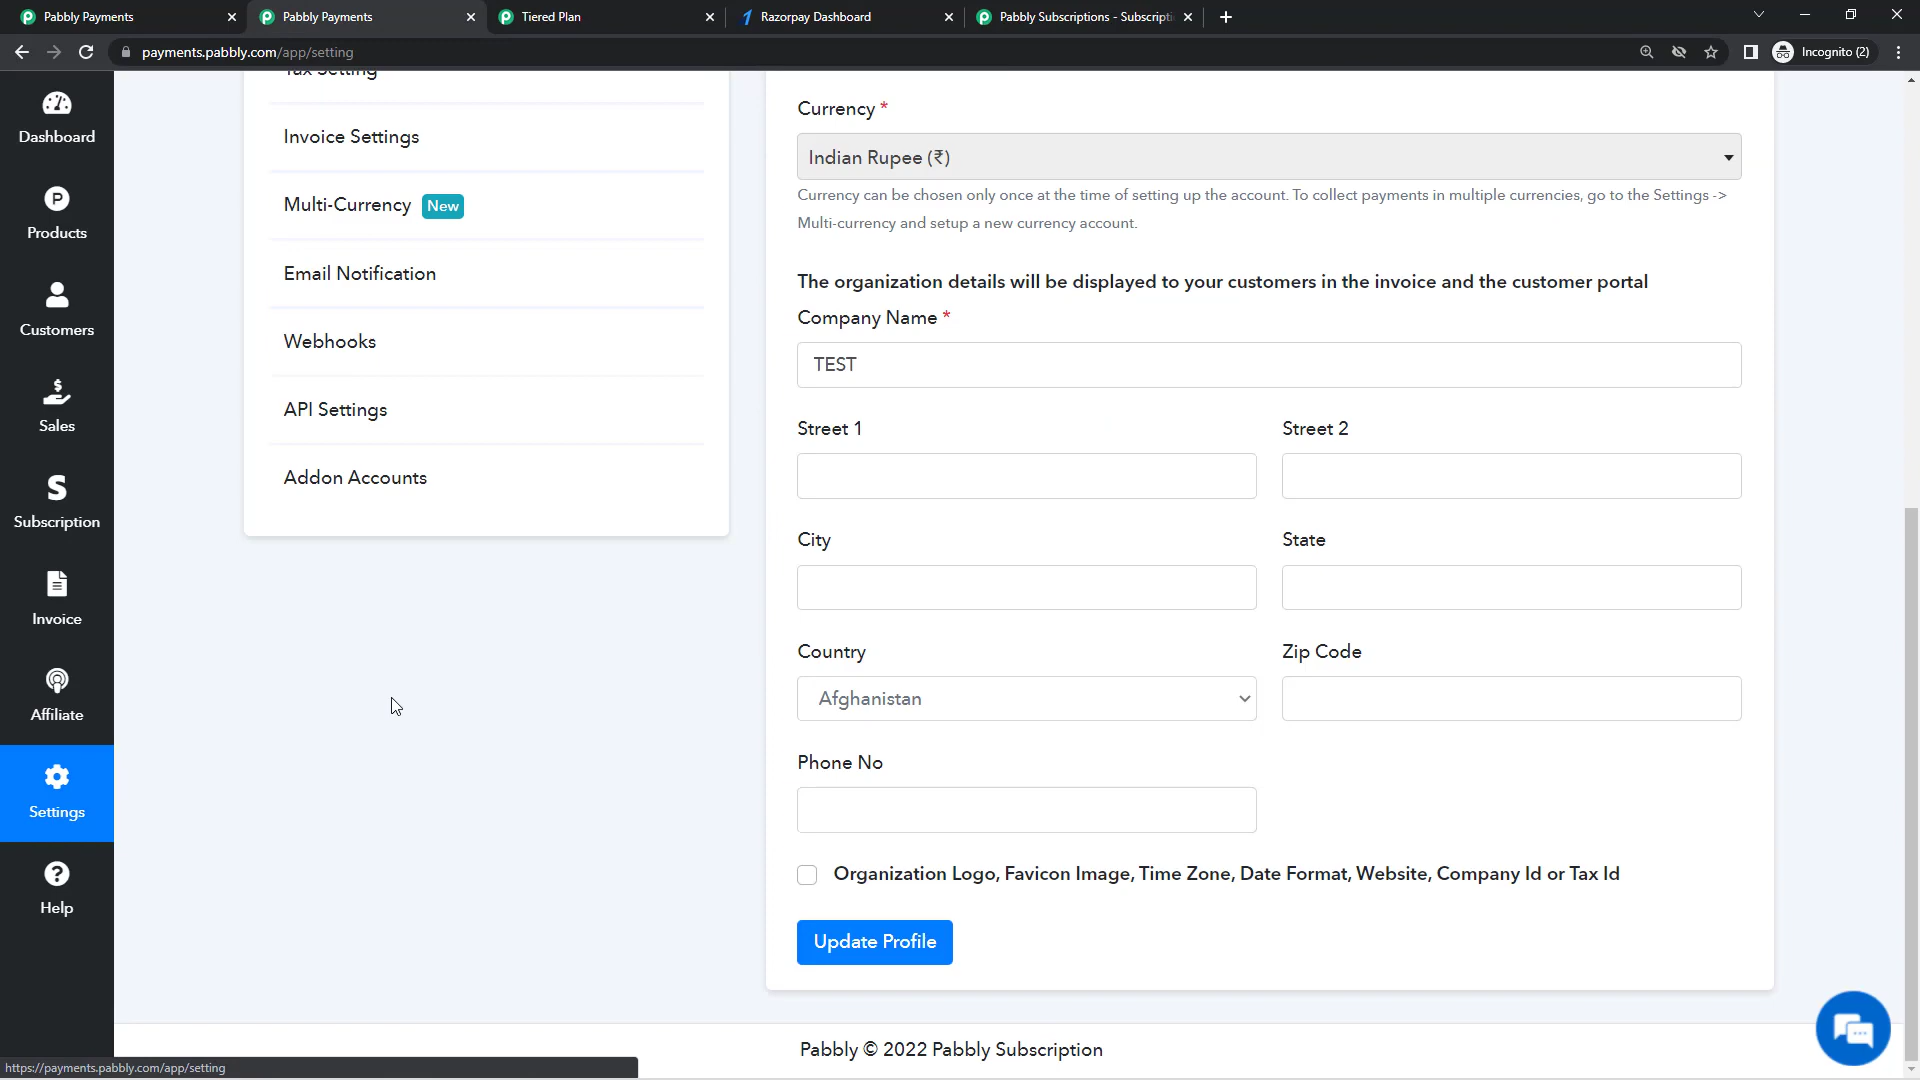 Pabbly Payments
Pabbly Payments
Tiered Plan
Razorpay Dashboard
Pabbly Subscriptions - Subscripti
payments.pabbly.com/app/setting
Incognito (2)
Dashboard
Products
Customers
Sales
Subscription
Invoice
Affiliate
Settings
Help
Tax Setting
Invoice Settings
Multi-Currency New
Email Notification
Webhooks
API Settings
Addon Accounts
Currency *
Indian Rupee (₹)
Currency can be chosen only once at the time of setting up the account. To collect payments in multiple currencies, go to the Settings ->
Multi-currency and setup a new currency account.
The organization details will be displayed to your customers in the invoice and the customer portal
Company Name *
TEST
Street 1
Street 2
City
State
Country
Zip Code
Afghanistan
Phone No
Organization Logo, Favicon Image, Time Zone, Date Format, Website, Company Id or Tax Id
Update Profile
Pabbly © 2022 Pabbly Subscription
https://payments.pabbly.com/app/setting